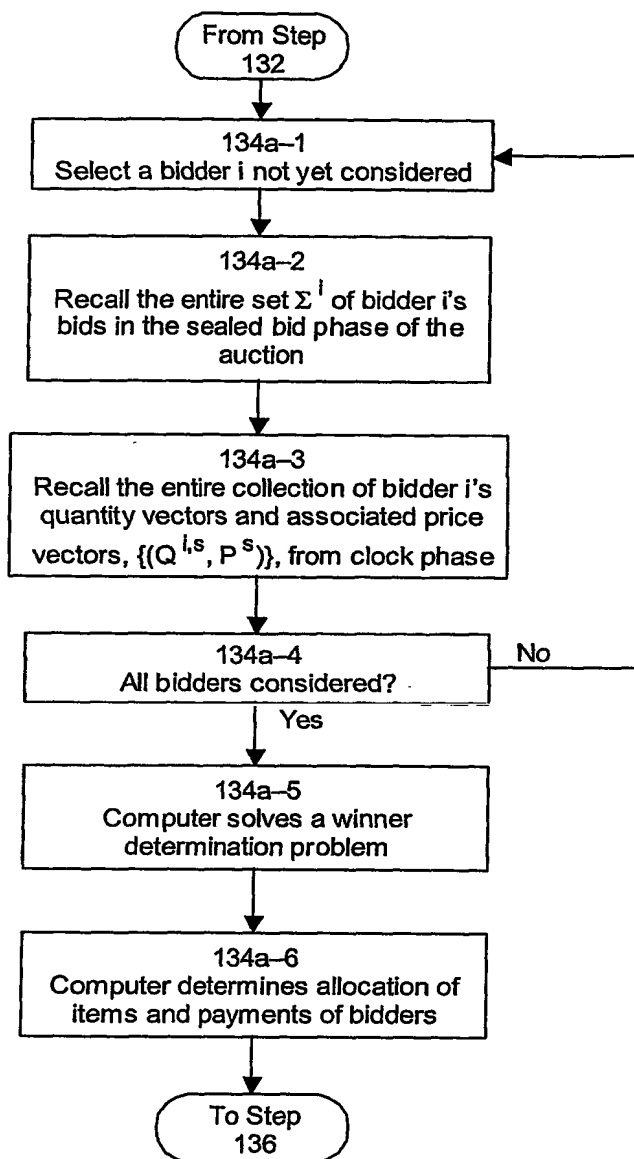 From Step
132
134a–1
Select a bidder i not yet considered
134a–2
Recall the entire set Σ^i of bidder i's
bids in the sealed bid phase of the
auction
134a–3
Recall the entire collection of bidder i's
quantity vectors and associated price
vectors, {(Q^i,s, P^s)}, from clock phase
134a–4
All bidders considered?
No
Yes
134a–5
Computer solves a winner
determination problem
134a–6
Computer determines allocation of
items and payments of bidders
To Step
136